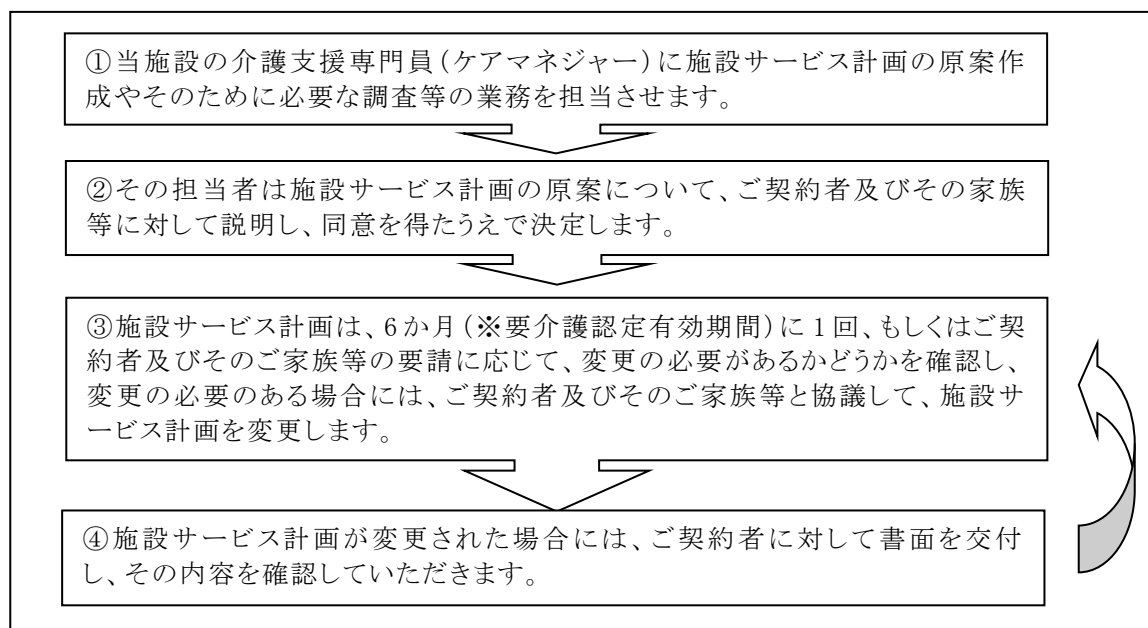 ①当施設の介護支援専門員(ケアマネジャー)に施設サービス計画の原案作
成やそのために必要な調査等の業務を担当させます。
②その担当者は施設サービス計画の原案について、ご契約者及びその家族
等に対して説明し、同意を得たうえで決定します。
③施設サービス計画は、6か月(※要介護認定有効期間)に1回、もしくはご契
約者及びそのご家族等の要請に応じて、変更の必要があるかどうかを確認し、
変更の必要のある場合には、ご契約者及びそのご家族等と協議して、施設サ
ービス計画を変更します。
④施設サービス計画が変更された場合には、ご契約者に対して書面を交付
し、その内容を確認していただきます。